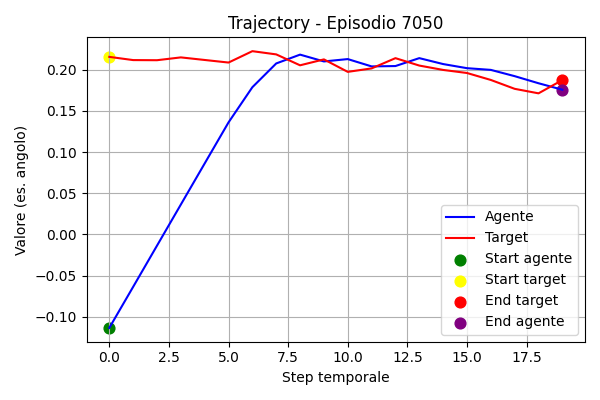 Trajectory - Episodio 7050
Valore (es. angolo)
0.20
0.15
0.10
0.05
0.00
−0.05
−0.10
Agente
Target
Start agente
Start target
End target
End agente
0.0 2.5 5.0 7.5 10.0 12.5 15.0 17.5
Step temporale